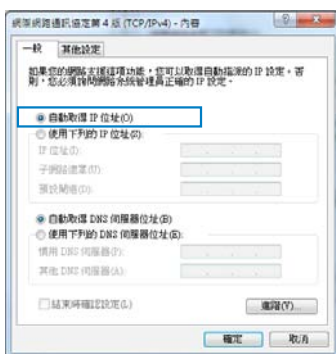 網際網路通訊協定第 4 版 (TCP/IPv4) - 內容
一般
其他設定
如果您的網路支援這項功能，您可以取得自動指派的 IP 設定。否
則，您必須詢問網路系統管理員正確的 IP 設定。
自動取得 IP 位址(O)
使用下列的 IP 位址(S):
IP 位址(I):
子網路遮罩(U):
預設閘道(D):
自動取得 DNS 伺服器位址(B)
使用下列的 DNS 伺服器位址(E):
慣用 DNS 伺服器(P):
其他 DNS 伺服器(A):
結束時確認設定(L)
進階(V)...
確定
取消